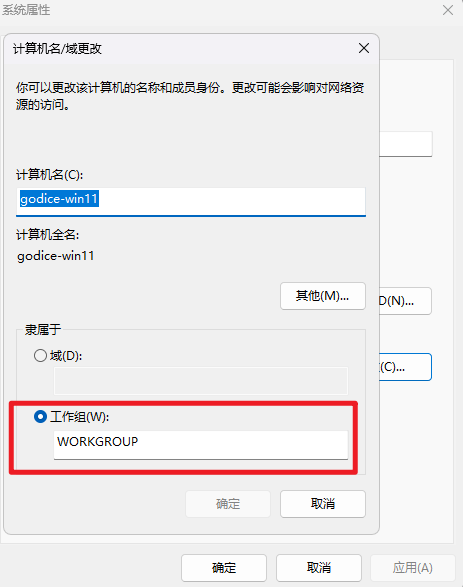 系统属性
计算机名/域更改
你可以更改该计算机的名称和成员身份。更改可能会影响对网络资
源的访问。
计算机名(C):
godice-win11
计算机全名:
godice-win11
其他(M)...
D(N)...
隶属于
域(D):
(C)...
工作组(W):
WORKGROUP
确定
取消
确定
取消
应用(A)